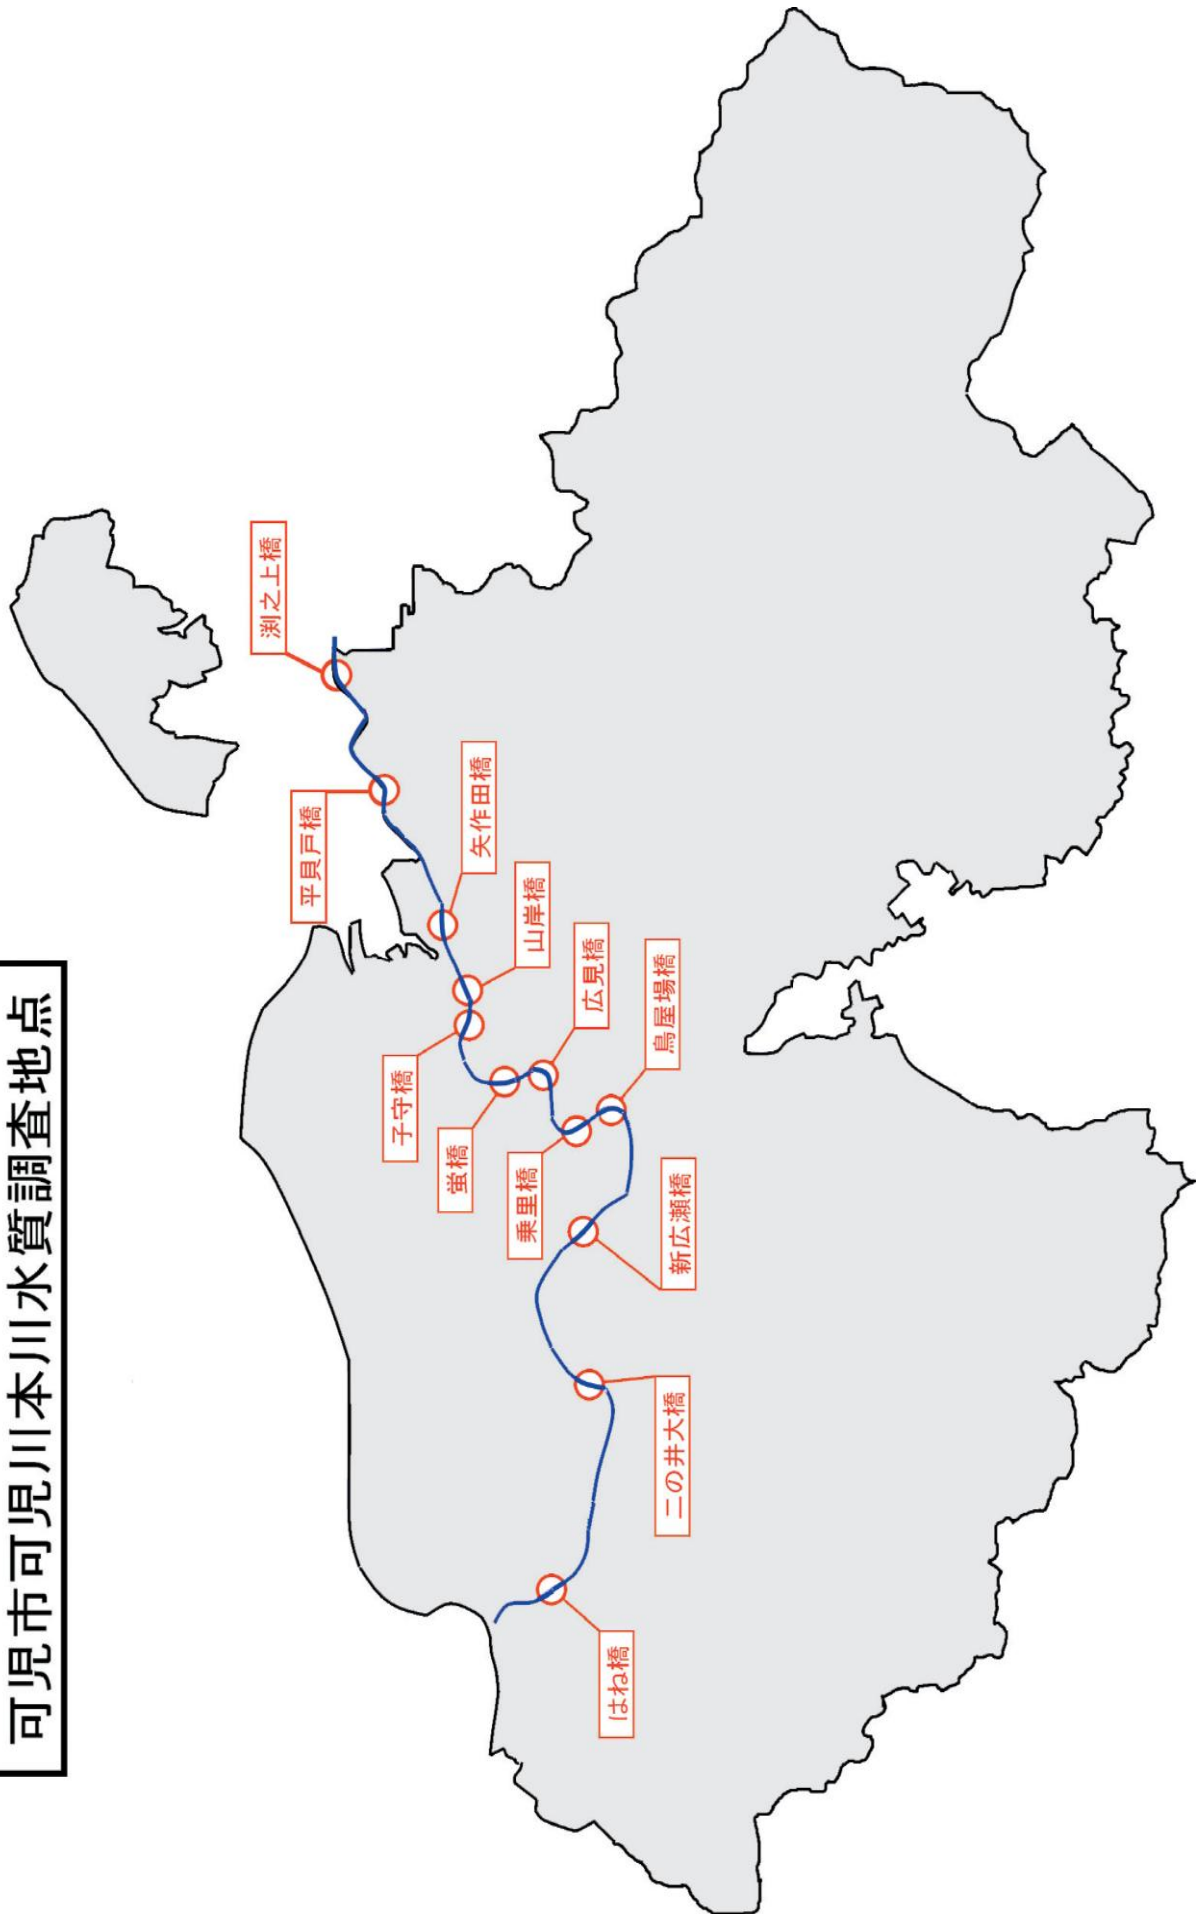 可児市可児川本川水質調査地点
渕之上橋
平貝戸橋
矢作田橋
山岸橋
子守橋
広見橋
蛍橋
鳥屋場橋
乗里橋
新広瀬橋
二の井大橋
はね橋